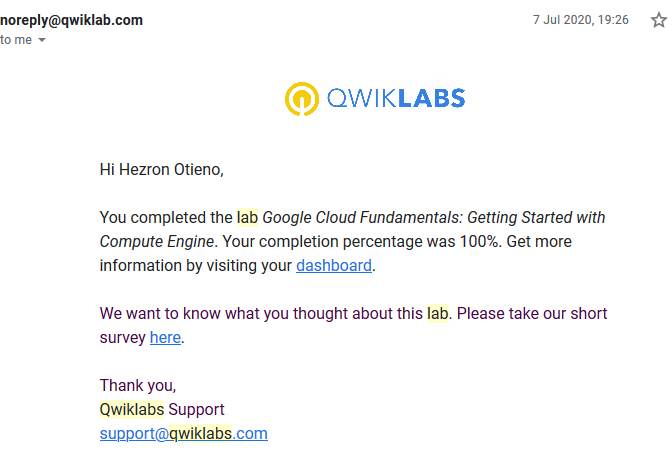 noreply@qwiklab.com 7 Jul 2020, 19:26
to me
QWIKLABS
Hi Hezron Otieno,
You completed the lab Google Cloud Fundamentals: Getting Started with
Compute Engine. Your completion percentage was 100%. Get more
information by visiting your dashboard.
We want to know what you thought about this lab. Please take our short
survey here.
Thank you,
Qwiklabs Support
support@qwiklabs.com